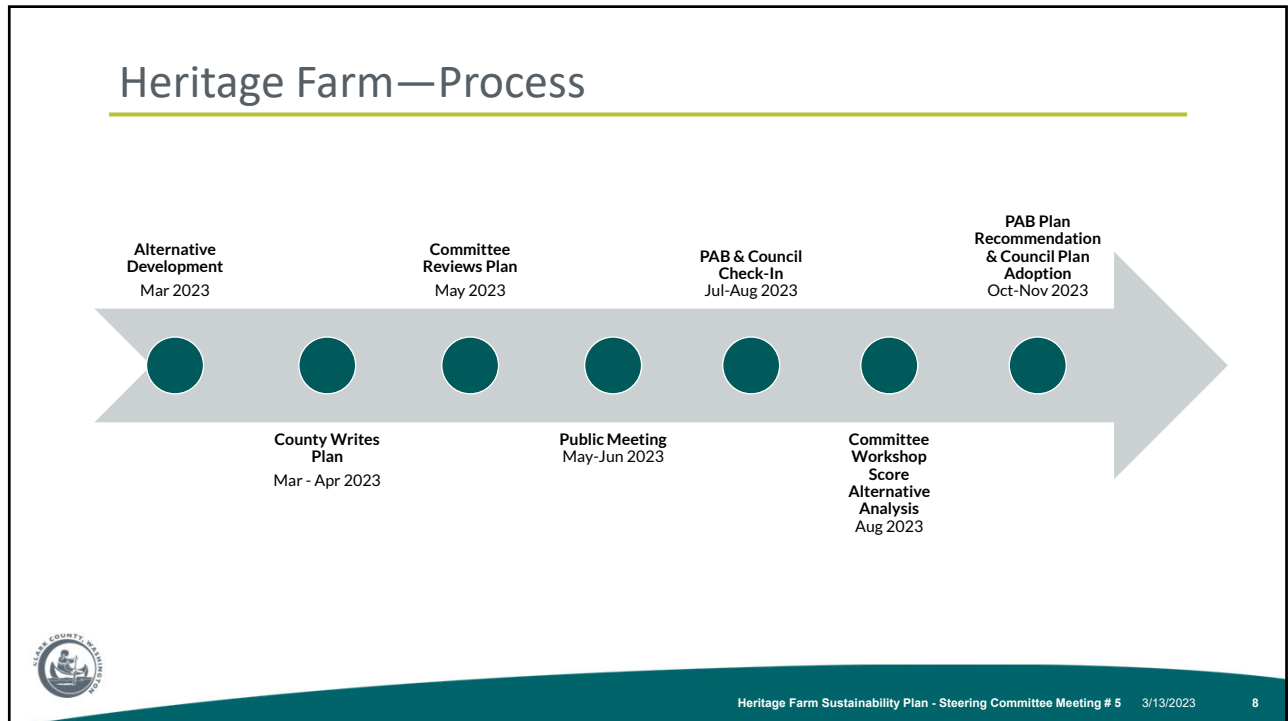 Heritage Farm—Process
Alternative
Development
Mar 2023
County Writes
Plan
Mar - Apr 2023
Committee
Reviews Plan
May 2023
Public Meeting
May-Jun 2023
PAB & Council
Check-In
Jul-Aug 2023
Committee
Workshop
Score
Alternative
Analysis
Aug 2023
PAB Plan
Recommendation
& Council Plan
Adoption
Oct-Nov 2023
CLARK COUNTY, WASHINGTON
Heritage Farm Sustainability Plan - Steering Committee Meeting # 5 3/13/2023 8